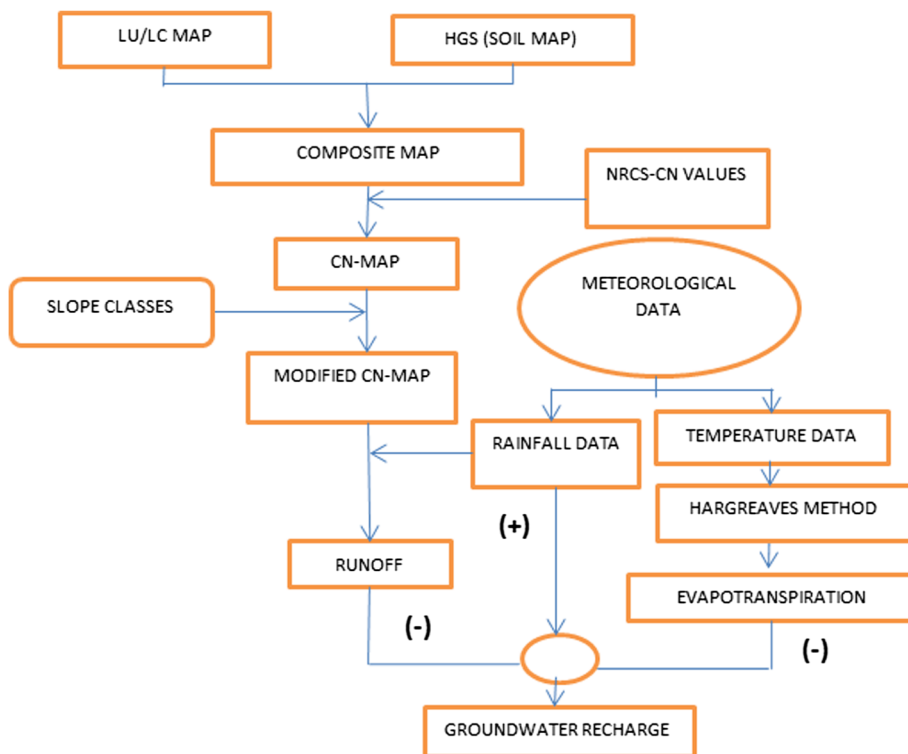 LU/LC MAP
HGS (SOIL MAP)
COMPOSITE MAP
NRCS-CN VALUES
CN-MAP
METEOROLOGICAL
DATA
SLOPE CLASSES
MODIFIED CN-MAP
RAINFALL DATA
TEMPERATURE DATA
HARGREAVES METHOD
(+)
RUNOFF
EVAPOTRANSPIRATION
(-)
(-)
GROUNDWATER RECHARGE